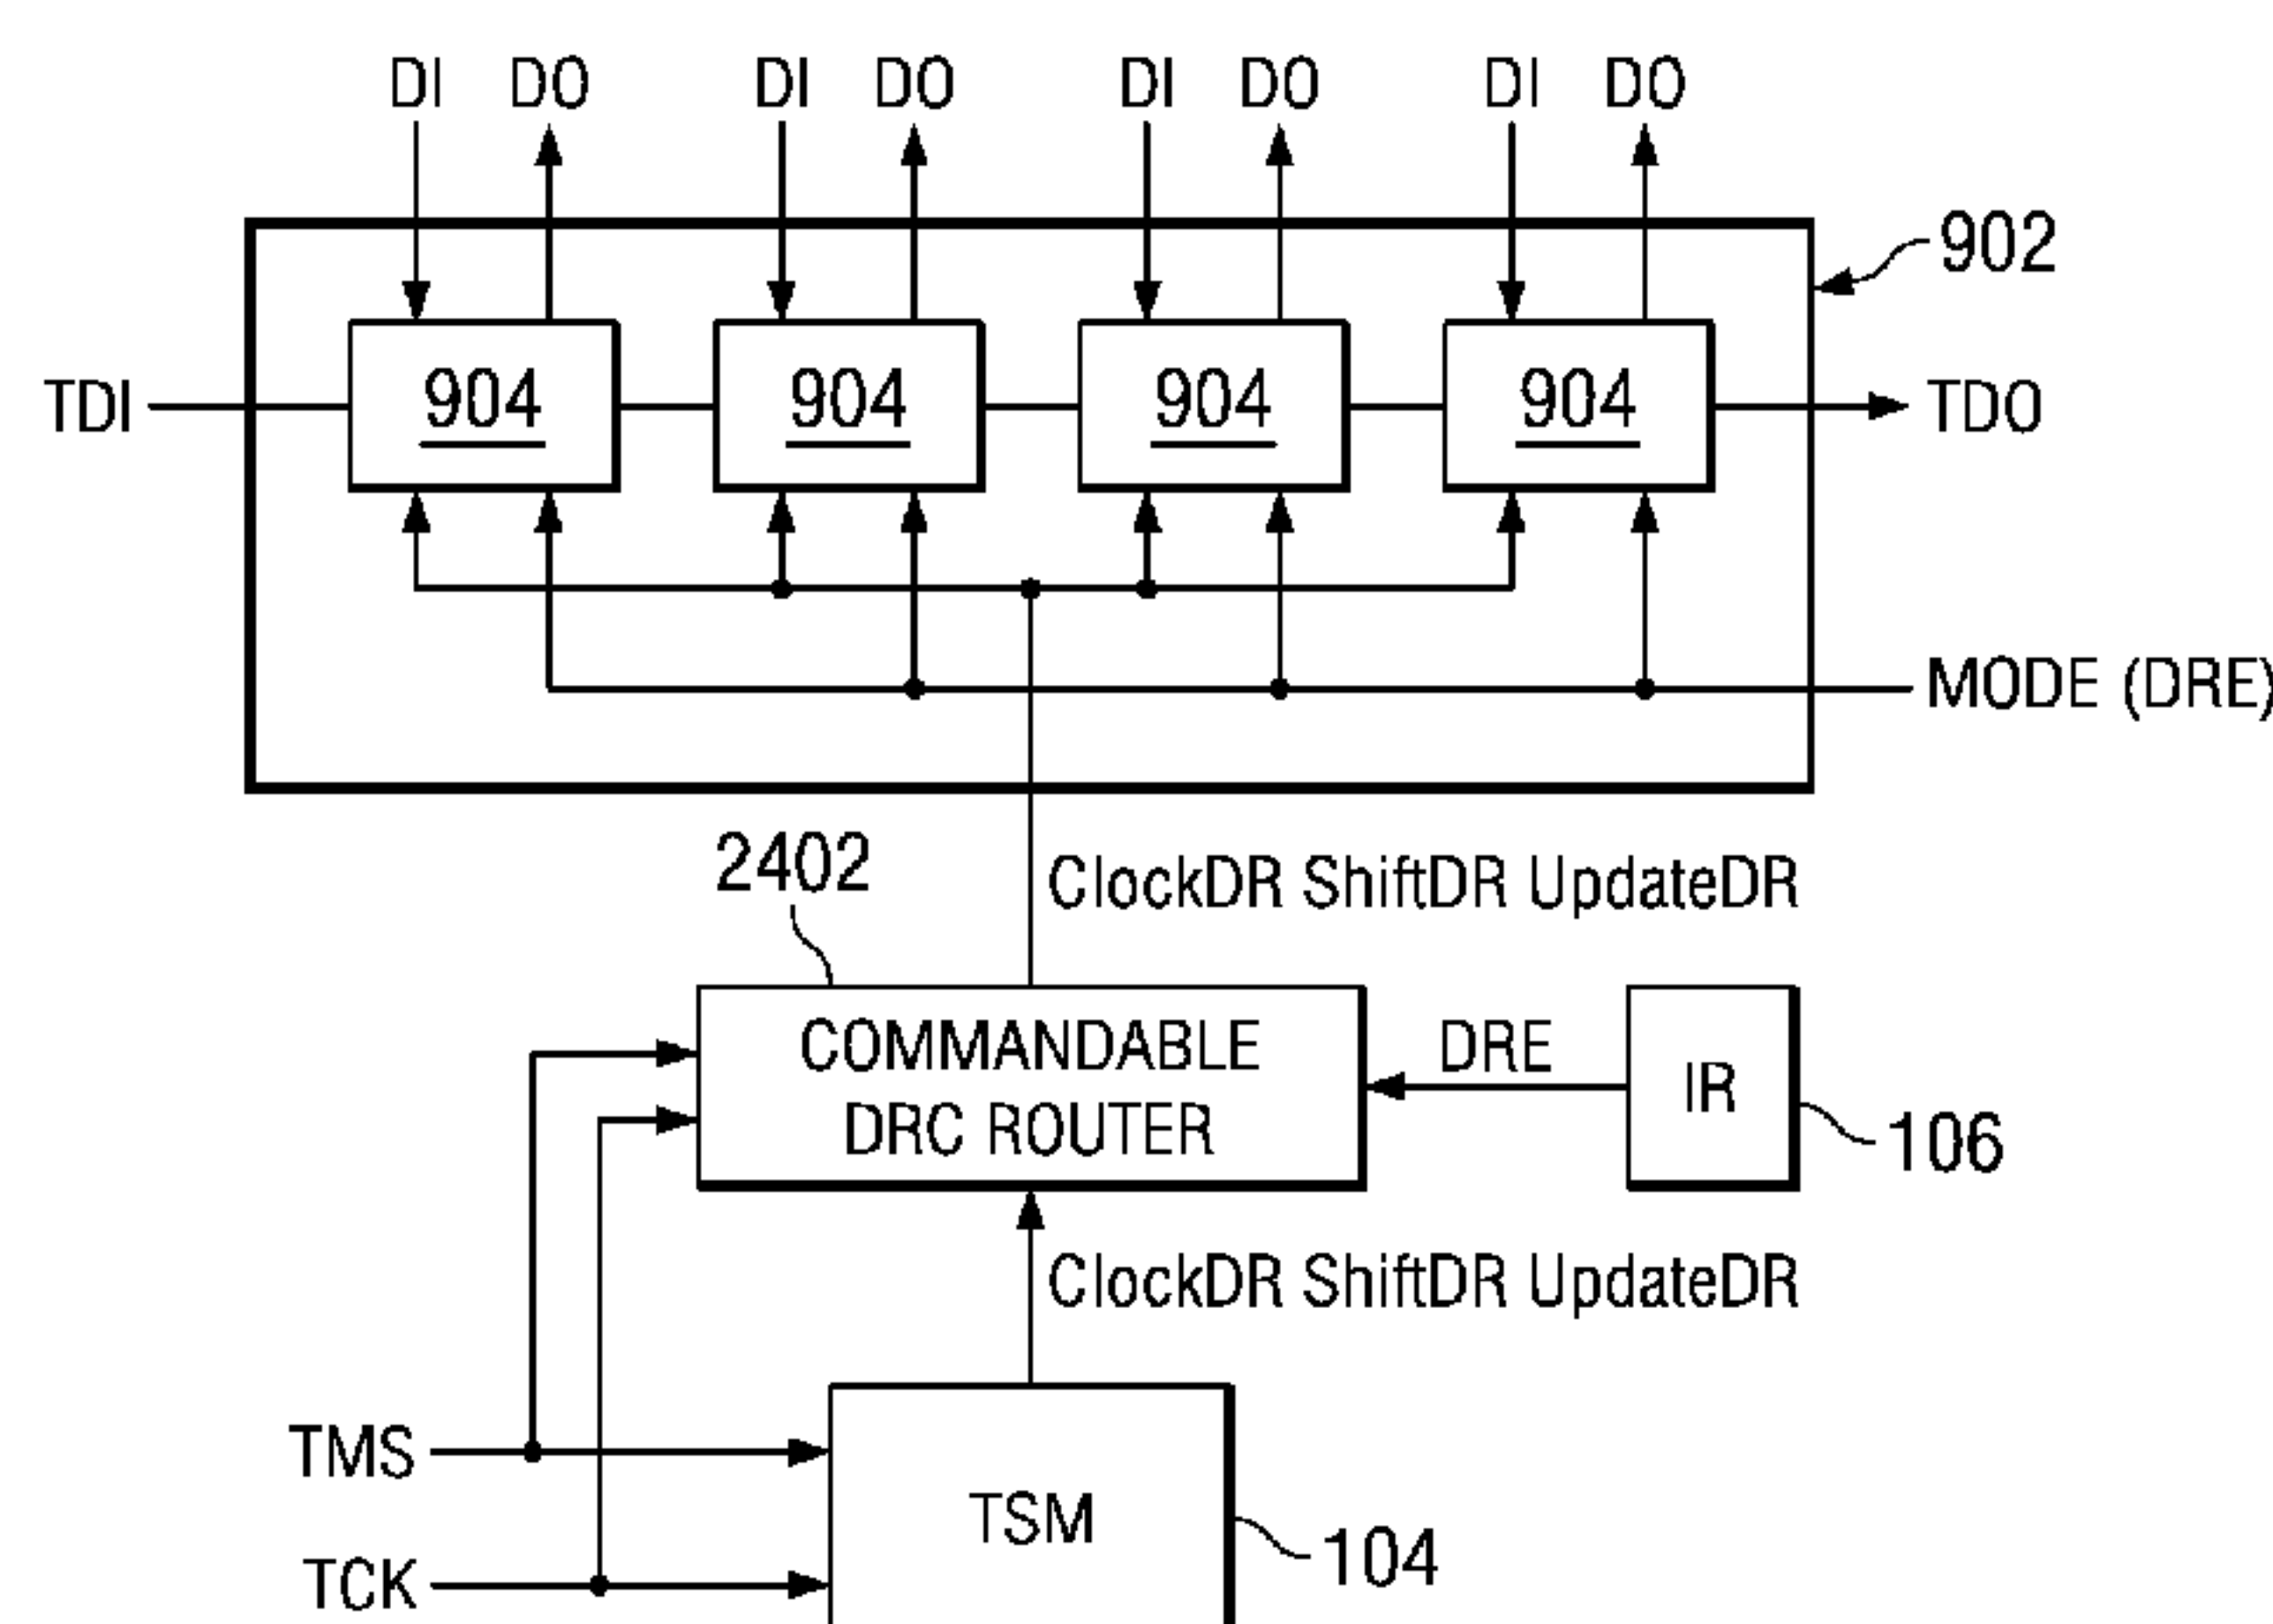 DI DO DI DO DI DO DI DO
902
TDI 904 904 904 904 TDO
MODE (DRE)
2402
ClockDR ShiftDR UpdateDR
COMMANDABLE
DRC ROUTER
DRE
IR
106
ClockDR ShiftDR UpdateDR
TMS
TSM
104
TCK